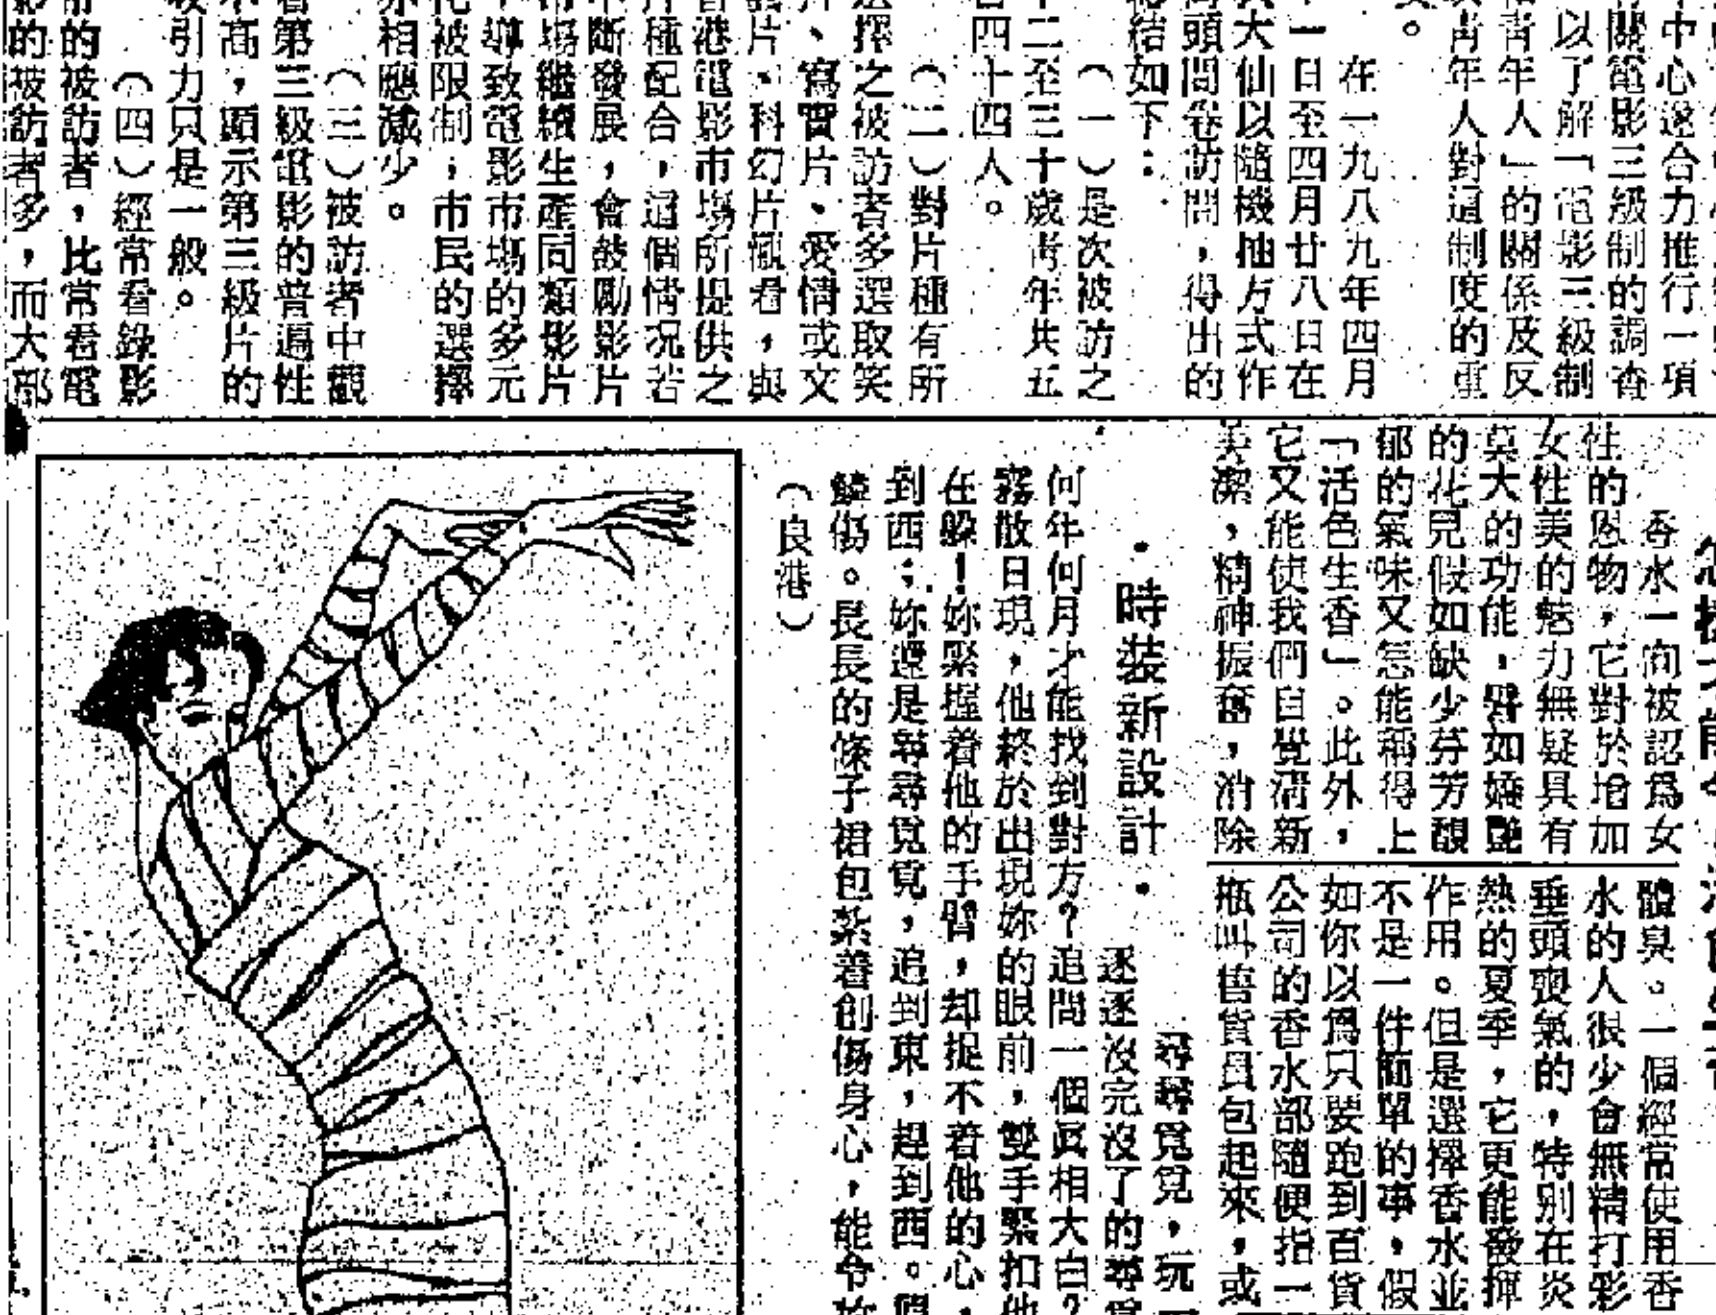 中心遂合力推行一項
有關電影三級制的調查
以了解「電影三級制
和青年人」的關係及反
映青年人對這制度的重
要。
在一九八九年四月
十一日至四月廿八日在
黃大仙以隨機抽方式作
街頭問卷訪問，得出的
總結如下：
（一）是次被訪之
十二至三十歲青年共五
百四十四人。
（二）對片種有所
選擇之被訪者多選取笑
片、寫實片、愛情或文
藝片，科幻片觀看，與
香港電影市場所提供之
片種配合，這個情况若
不斷發展，會鼓勵影片
市場繼續生產同類影片
，導致電影市場的多元
化被限制，市民的選擇
亦相應減少。
（三）被訪者中觀
看第三級電影的普遍性
不高，顯示第三級片的
吸引力只是一般。
（四）經常看錄影
帶的被訪者，比常看電
影的被訪者多，而大部
香水一向被認爲女
性的恩物，它對於增加
女性美的魅力無疑具有
莫大的功能，譬如嬌艷
的花兒假如缺少芬芳馥
郁的氣味又怎能稱得上
「活色生香」。此外，
它又能使我們自覺清新
美潔，精神振奮，消除
體臭。一個經常使用香
水的人很少會無精打彩
垂頭喪氣的，特別在炎
熱的夏季，它更能發揮
作用。但是選擇香水並
不是一件簡單的事，假
如你以爲只要跑到百貨
公司的香水部隨便指一
瓶叫售貨員包起來，或
・時裝新設計・
尋尋覓覓，玩
逐逐沒完沒了的尋覓
何年何月才能找到對方？追問一個眞相大白？
霧散日現，他終於出現妳的眼前，雙手緊扣他
在躲！妳緊握着他的手臂，却捉不着他的心，
到西；妳還是尋尋覓覓，追到東，趕到西。
傷。長長的條子裙包紮着創傷身心，能令
（良港）